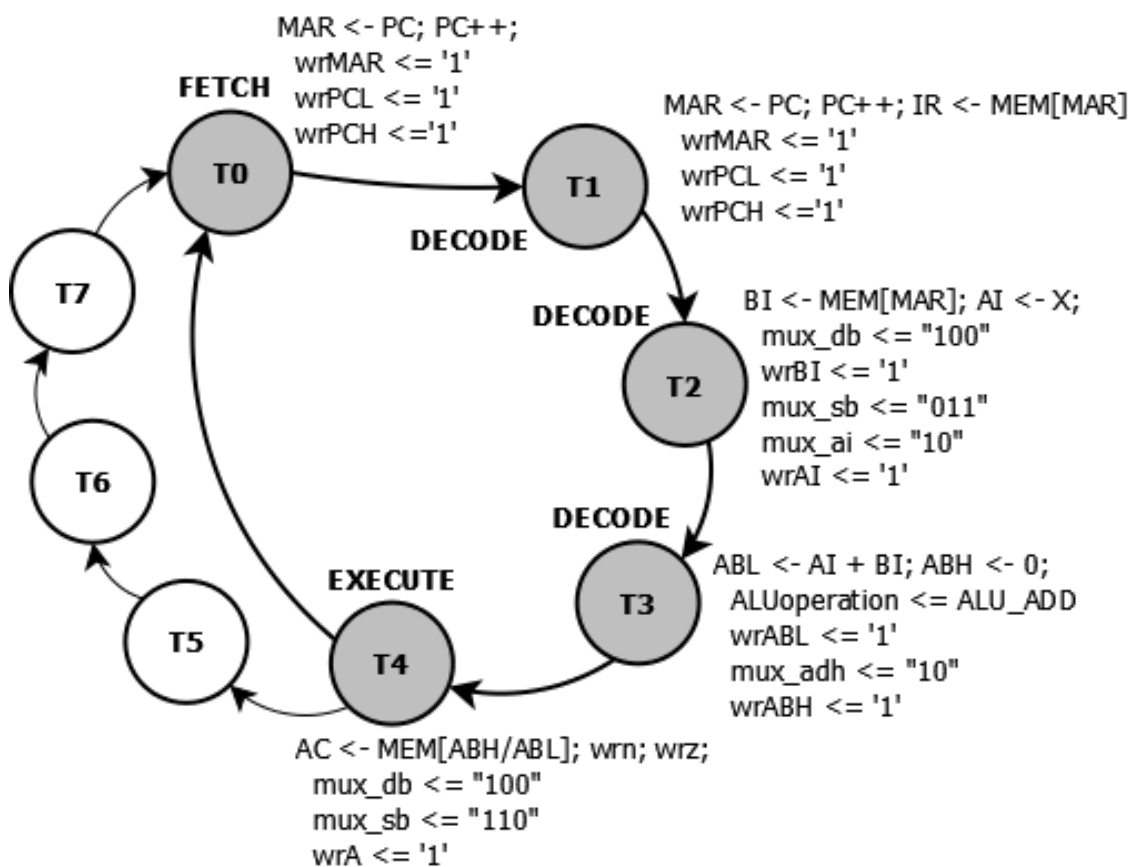 MAR <- PC; PC++;
wrMAR <= '1'
wrPCL <= '1'
wrPCH <='1'
FETCH
T0
MAR <- PC; PC++; IR <- MEM[MAR]
wrMAR <= '1'
wrPCL <= '1'
wrPCH <='1'
T1
DECODE
T7
BI <- MEM[MAR]; AI <- X;
mux_db <= "100"
wrBI <= '1'
mux_sb <= "011"
mux_ai <= "10"
wrAI <= '1'
DECODE
T2
T6
DECODE
T3
ABL <- AI + BI; ABH <- 0;
ALUoperation <= ALU_ADD
wrABL <= '1'
mux_adh <= "10"
wrABH <= '1'
EXECUTE
T5
T4
AC <- MEM[ABH/ABL]; wrn; wrz;
mux_db <= "100"
mux_sb <= "110"
wrA <= '1'